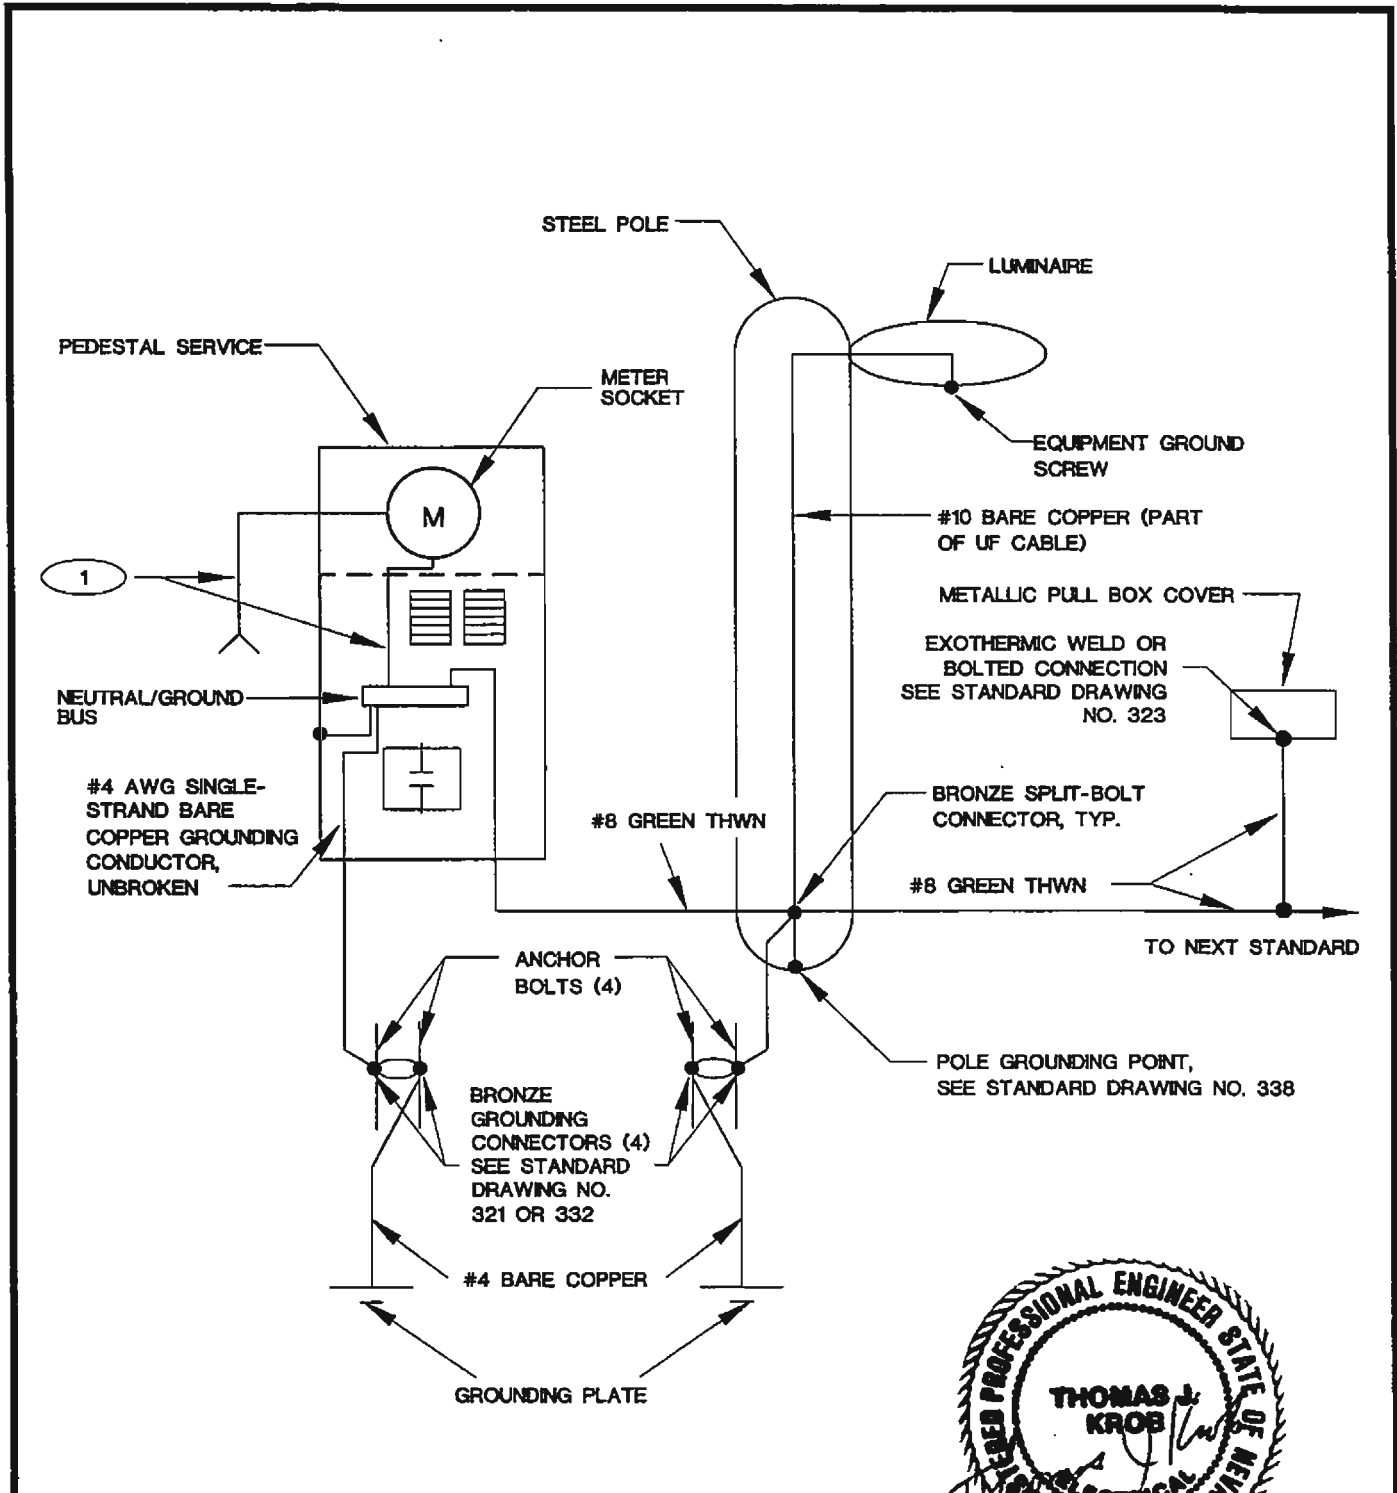 STEEL POLE
LUMINAIRE
PEDESTAL SERVICE
METER
SOCKET
EQUIPMENT GROUND
SCREW
M
#10 BARE COPPER (PART
OF UF CABLE)
1
METALLIC PULL BOX COVER
EXOTHERMIC WELD OR
BOLTED CONNECTION
SEE STANDARD DRAWING
NO. 323
NEUTRAL/GROUND
BUS
#4 AWG SINGLE-
STRAND BARE
COPPER GROUNDING
CONDUCTOR,
UNBROKEN
#8 GREEN THWN
BRONZE SPLIT-BOLT
CONNECTOR, TYP.
#8 GREEN THWN
TO NEXT STANDARD
ANCHOR
BOLTS (4)
POLE GROUNDING POINT,
SEE STANDARD DRAWING NO. 338
BRONZE
GROUNDING
CONNECTORS (4)
SEE STANDARD
DRAWING NO.
321 OR 332
#4 BARE COPPER
GROUNDING PLATE
PROFESSIONAL ENGINEER STATE OF
THOMAS J.
KROB